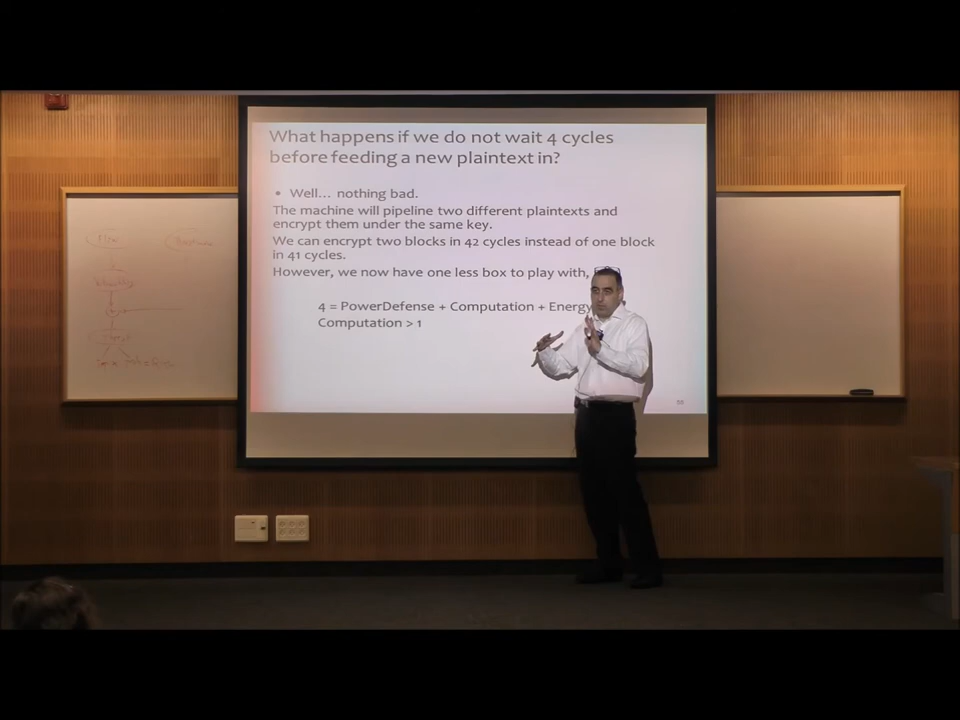 What happens if we do not wait 4 cycles
before feeding a new plaintext in?
• Well... nothing bad.
The machine will pipeline two different plaintexts and
encrypt them under the same key.
We can encrypt two blocks in 42 cycles instead of one block
in 41 cycles.
However, we now have one less box to play with,
4 = PowerDefense + Computation + Energy
Computation > 1